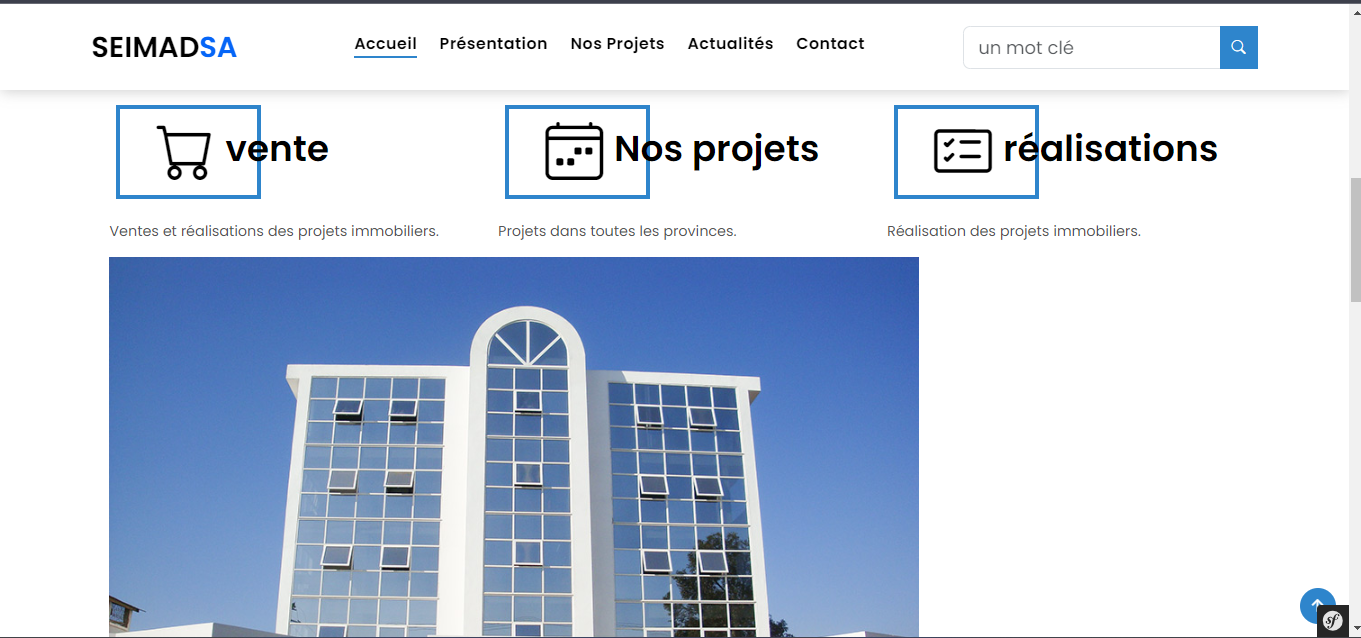 SEIMADSA
Accueil Présentation Nos Projets Actualités Contact
un mot clé
vente
Nos projets
réalisations
Ventes et réalisations des projets immobiliers.
Projets dans toutes les provinces.
Réalisation des projets immobiliers.
sf